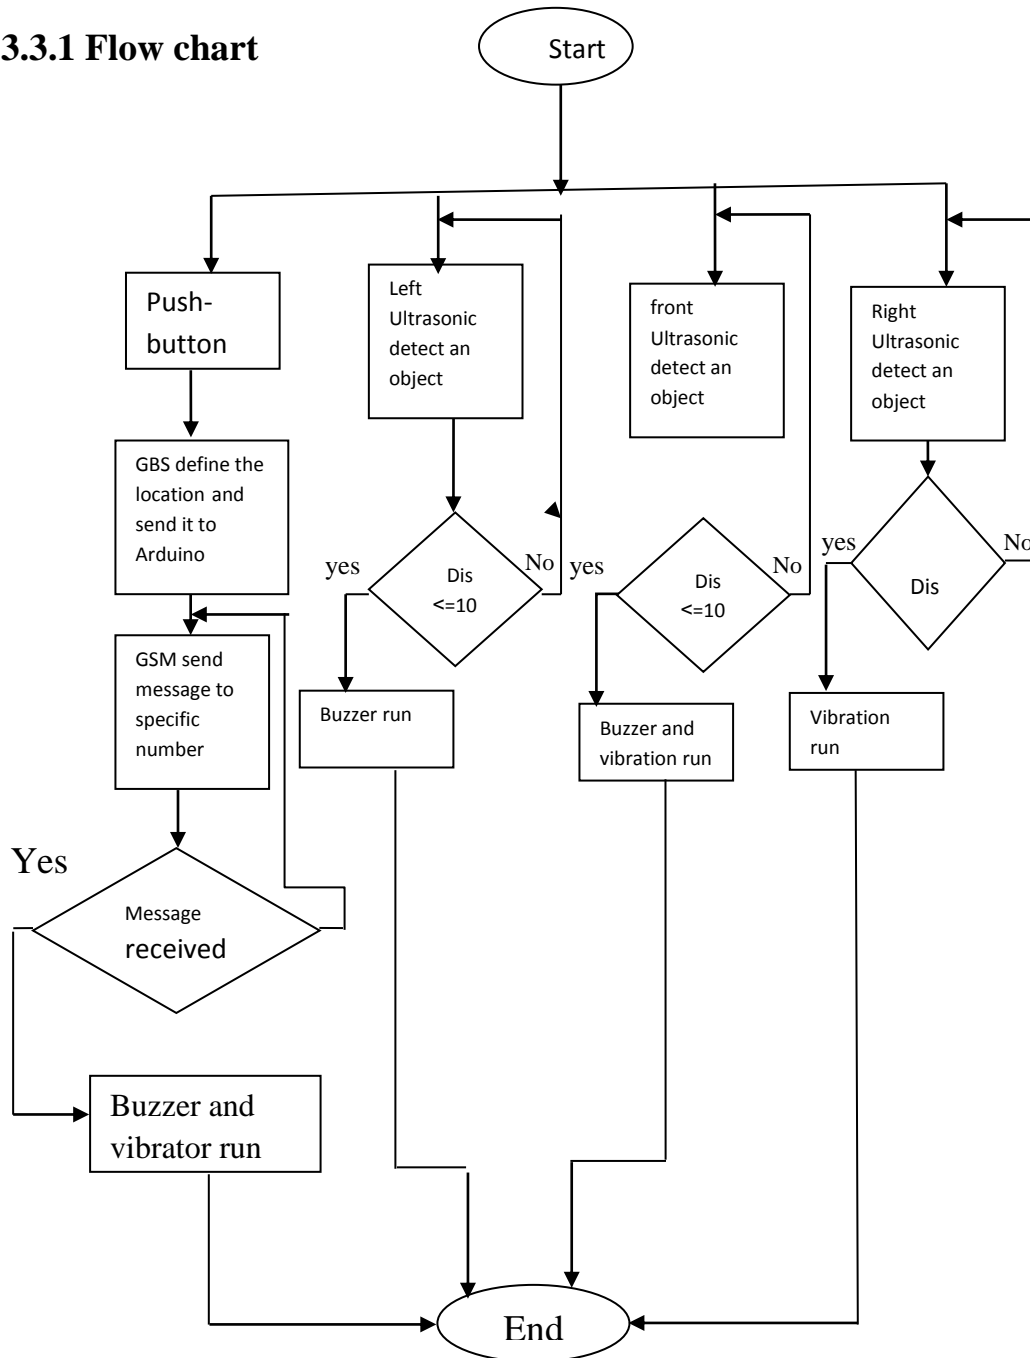 3.3.1 Flow chart
Start
Push-
button
GBS define the
location and
send it to
Arduino
GSM send
message to
specific
number
Yes
Message
received
Buzzer and
vibrator run
Left
Ultrasonic
detect an
object
yes
Dis
<=10
No
Buzzer run
front
Ultrasonic
detect an
object
yes
Dis
<=10
No
Buzzer and
vibration run
Right
Ultrasonic
detect an
object
yes
Dis
No
Vibration
run
End